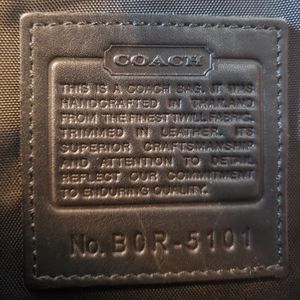 COACH
THIS IS A COACH BAG. IT WAS
HANDCRAFTED IN THAILAND
FROM THE FINEST TWILL FABRIC,
TRIMMED IN LEATHER. ITS
SUPERIOR CRAFTSMANSHIP
AND ATTENTION TO DETAIL
REFLECT OUR COMMITMENT
TO ENDURING QUALITY.
No. B0R-5101